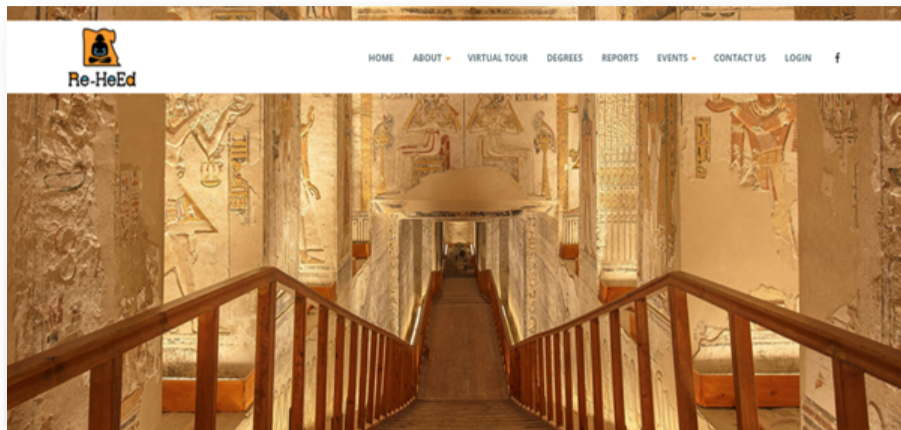 Re-HeEd
HOME ABOUT VIRTUAL TOUR DEGREES REPORTS EVENTS CONTACT US LOGIN f